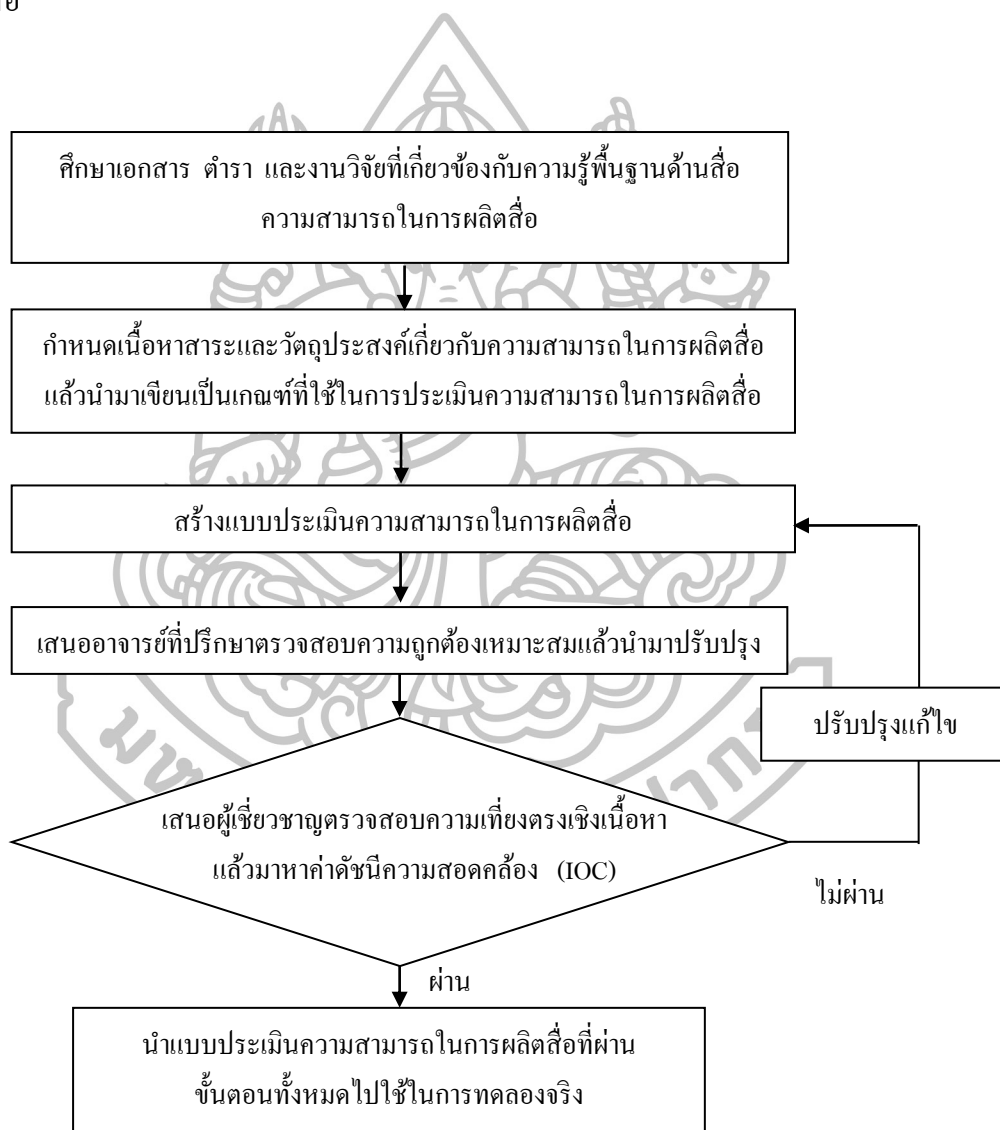 ศึกษาเอกสาร ตำรา และงานวิจัยที่เกี่ยวข้องกับความรู้พื้นฐานด้านสื่อ
ความสามารถในการผลิตสื่อ
กำหนดเนื้อหาสาระและวัตถุประสงค์เกี่ยวกับความสามารถในการผลิตสื่อ
แล้วนำมาเขียนเป็นเกณฑ์ที่ใช้ในการประเมินความสามารถในการผลิตสื่อ
สร้างแบบประเมินความสามารถในการผลิตสื่อ
เสนออาจารย์ที่ปรึกษาตรวจสอบความถูกต้องเหมาะสมแล้วนำมาปรับปรุง
ปรับปรุงแก้ไข
เสนอผู้เชี่ยวชาญตรวจสอบความเที่ยงตรงเชิงเนื้อหา
แล้วมาหาค่าดัชนีความสอดคล้อง (IOC)
ไม่ผ่าน
ผ่าน
นำแบบประเมินความสามารถในการผลิตสื่อที่ผ่าน
ขั้นตอนทั้งหมดไปใช้ในการทดลองจริง